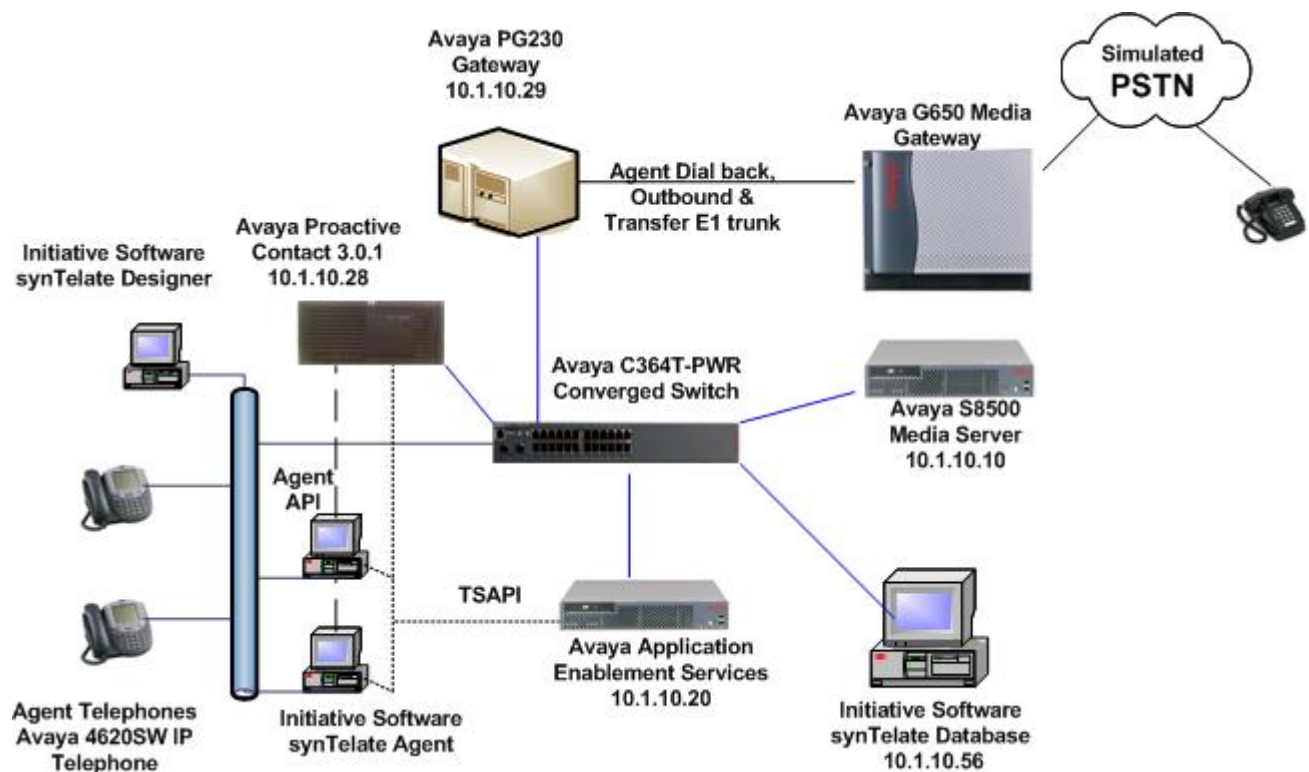 Avaya PG230
Gateway
10.1.10.29
Simulated
PSTN
Avaya G650 Media
Gateway
Agent Dial back,
Outbound &
Transfer E1 trunk
Avaya Proactive
Contact 3.0.1
10.1.10.28
Initiative Software
synTelate Designer
Avaya C364T-PWR
Converged Switch
Avaya S8500
Media Server
10.1.10.10
Agent
API
TSAPI
Avaya Application
Enablement Services
10.1.10.20
Agent Telephones
Avaya 4620SW IP
Telephone
Initiative Software
synTelate Agent
Initiative Software
synTelate Database
10.1.10.56